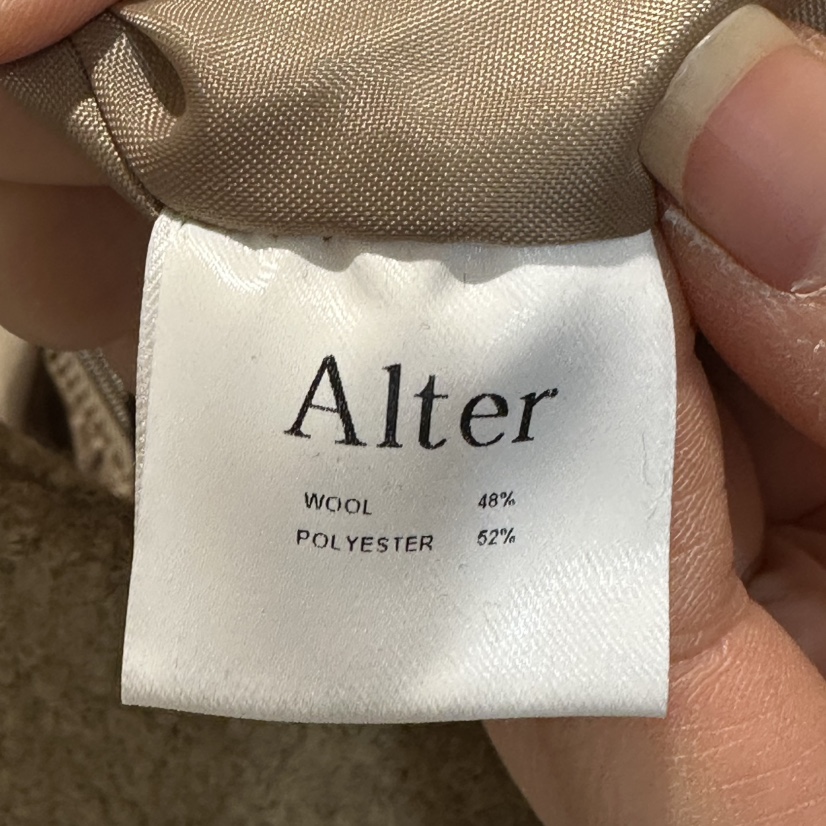 Alter
WOOL 48%
POLYESTER 52%